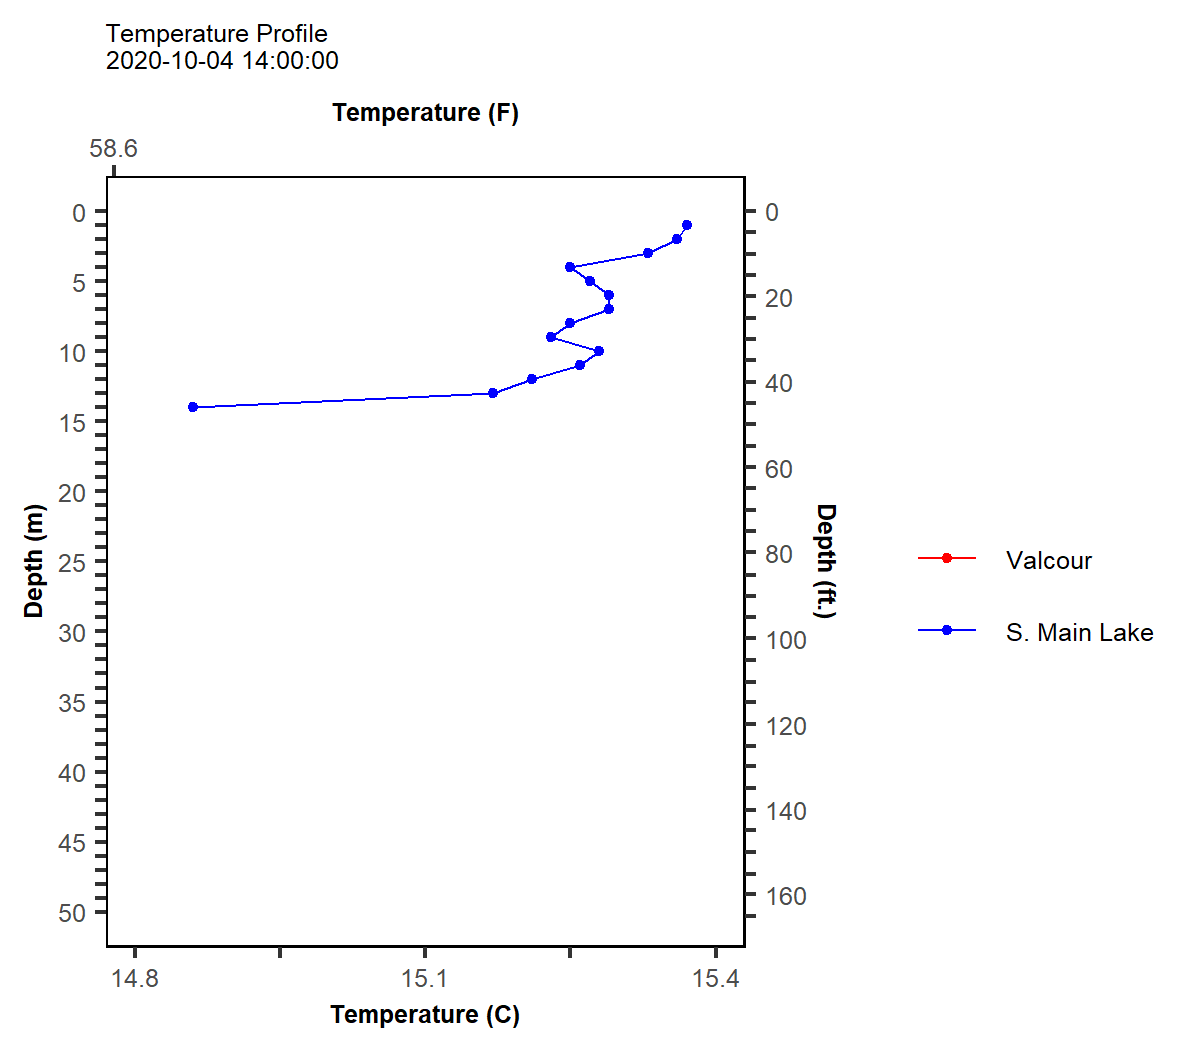 Temperature Profile
2020-10-04 14:00:00
Temperature (F)
58.6
0
5
10
15
20
25
30
35
40
45
50
Depth (m)
0
20
40
60
80
100
120
140
160
Depth (ft.)
14.8 15.1 15.4
Temperature (C)
Valcour
S. Main Lake